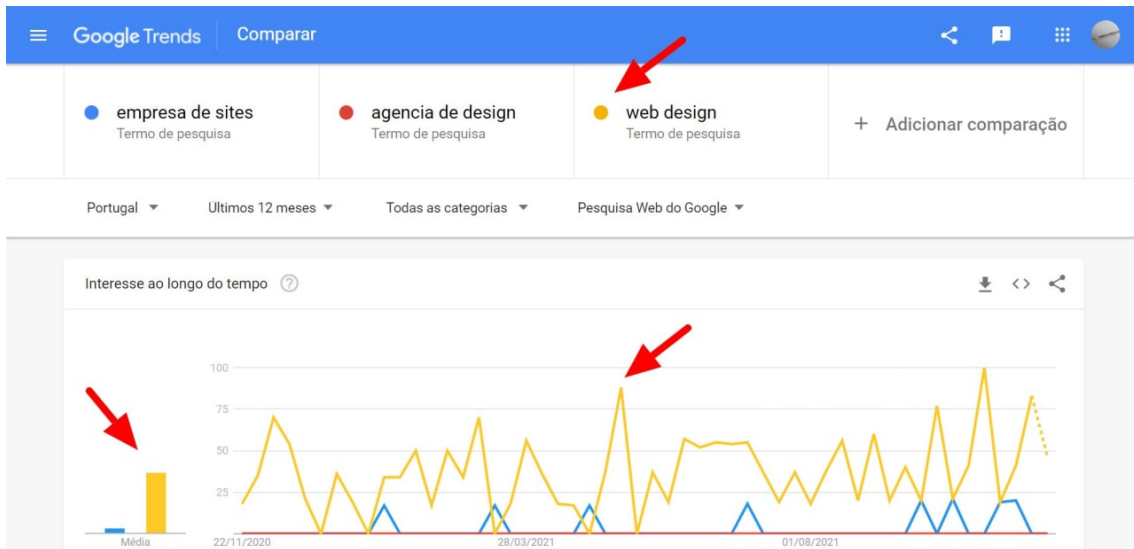 Google Trends
Comparar
empresa de sites
Termo de pesquisa
agencia de design
Termo de pesquisa
web design
Termo de pesquisa
+ Adicionar comparação
Portugal
Ultimos 12 meses
Todas as categorias
Pesquisa Web do Google
Interesse ao longo do tempo
100
75
50
25
Média
22/11/2020
28/03/2021
01/08/2021